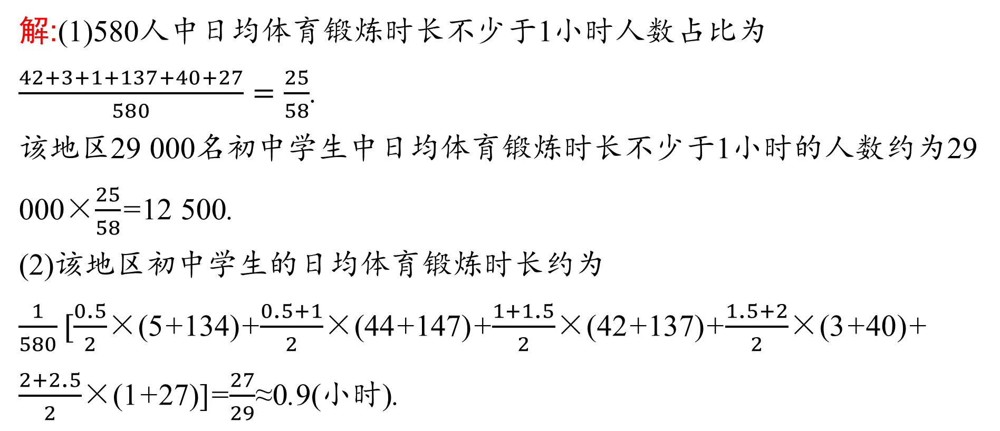 解:(1)580人中日均体育锻炼时长不少于1小时人数占比为
\frac{42+3+1+137+40+27}{580} = \frac{25}{58}.
该地区29 000名初中学生中日均体育锻炼时长不少于1小时的人数约为29
000×\frac{25}{58}=12 500.
(2)该地区初中学生的日均体育锻炼时长约为
\frac{1}{580}[\frac{0.5}{2}×(5+134)+\frac{0.5+1}{2}×(44+147)+\frac{1+1.5}{2}×(42+137)+\frac{1.5+2}{2}×(3+40)+
\frac{2+2.5}{2}×(1+27)]=\frac{27}{29}≈0.9(小时).